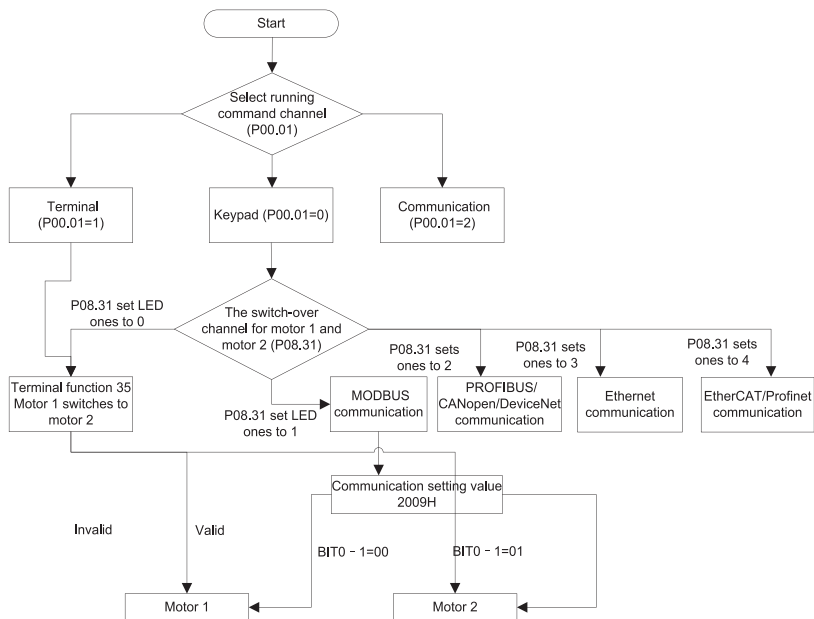 Start
Select running
command channel
(P00.01)
Terminal
(P00.01=1)
Keypad (P00.01=0)
Communication
(P00.01=2)
P08.31 set LED
ones to 0
The switch-over
channel for motor 1 and
motor 2 (P08.31)
P08.31 sets
ones to 2
P08.31 sets
ones to 3
P08.31 sets
ones to 4
Terminal function 35
Motor 1 switches to
motor 2
P08.31 set LED
ones to 1
MODBUS
communication
PROFIBUS/
CANopen/DeviceNet
communication
Ethernet
communication
EtherCAT/Profinet
communication
Communication setting value
2009H
Invalid
Valid
BIT0 - 1=00
BIT0 - 1=01
Motor 1
Motor 2